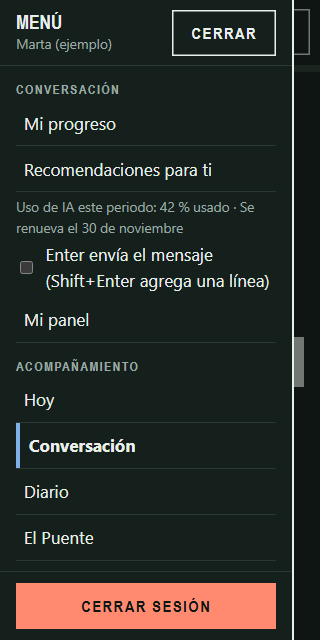 MENÚ
Marta (ejemplo)
CERRAR
CONVERSACIÓN
Mi progreso
Recomendaciones para ti
Uso de IA este periodo: 42 % usado · Se
renueva el 30 de noviembre
Enter envía el mensaje
(Shift+Enter agrega una línea)
Mi panel
ACOMPAÑAMIENTO
Hoy
Conversación
Diario
El Puente
CERRAR SESIÓN